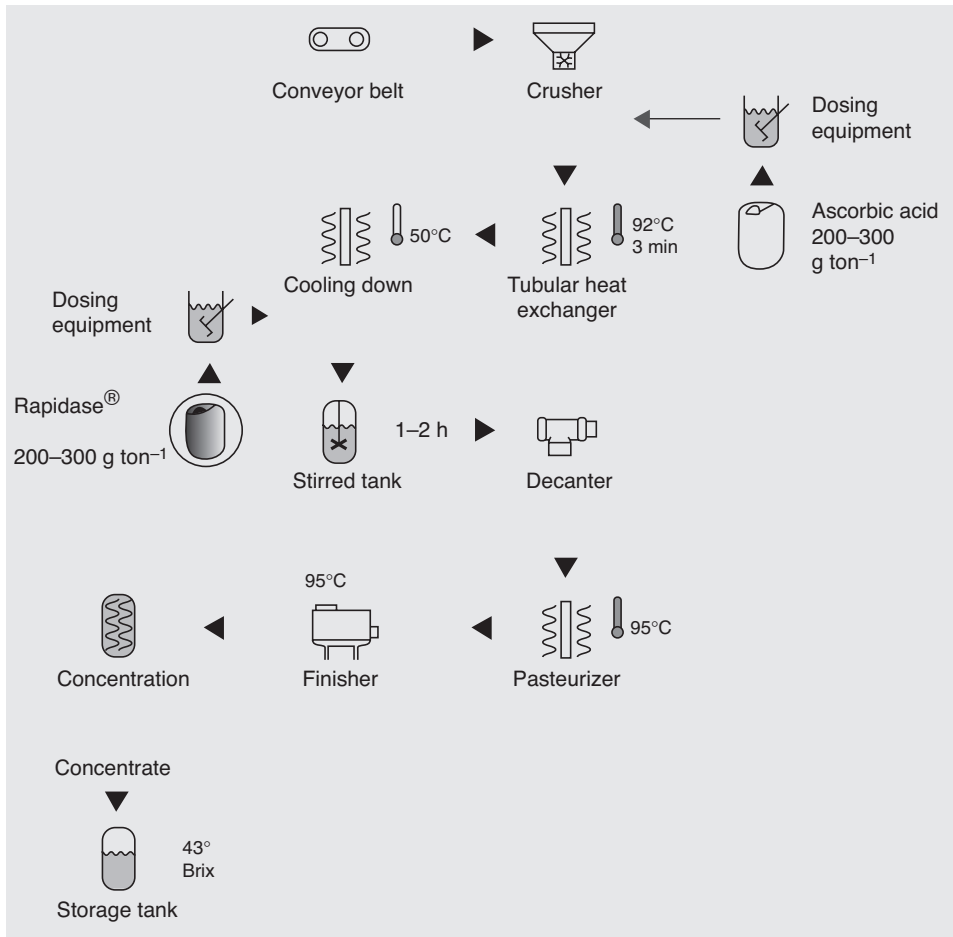 Conveyor belt
Crusher
Dosing
equipment
Ascorbic acid
200–300
g ton–1
92°C
3 min
50°C
Cooling down
Tubular heat
exchanger
Dosing
equipment
Rapidase®
200–300 g ton–1
1–2 h
Stirred tank
Decanter
95°C
95°C
Concentration
Finisher
Pasteurizer
Concentrate
43°
Brix
Storage tank